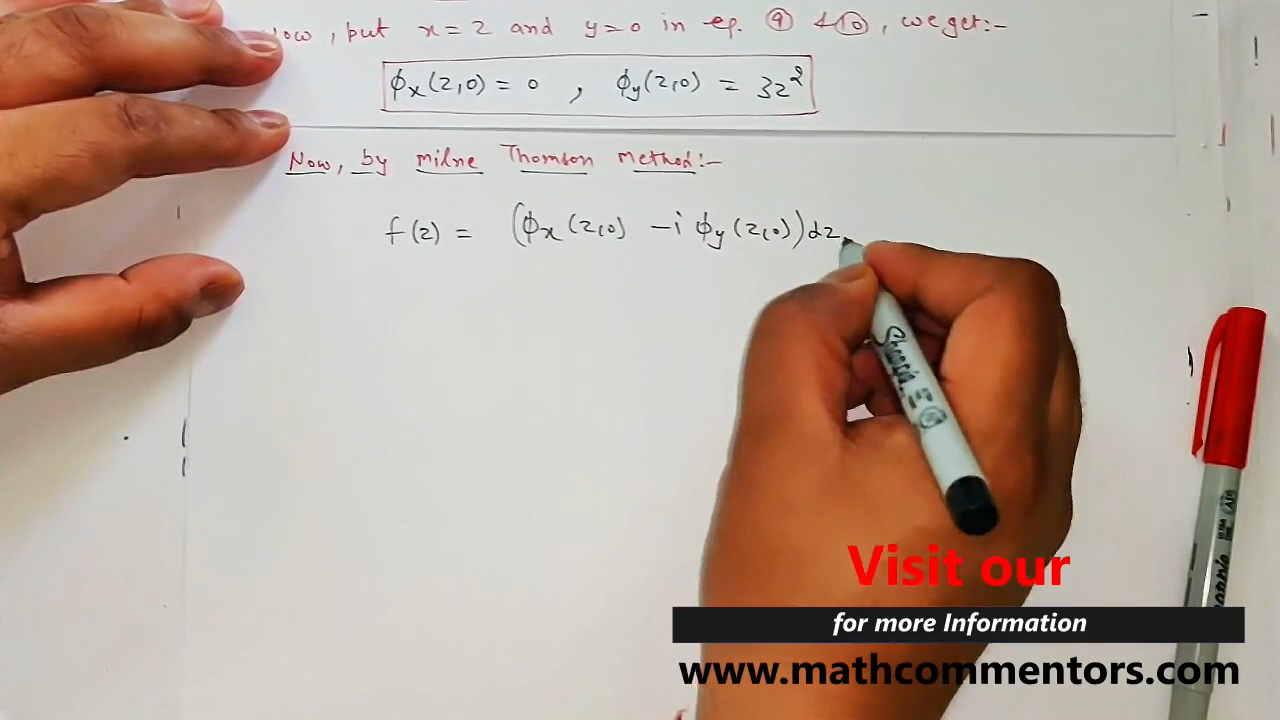 Now, put x = 2 and y=0 in eq. ⑨ & ⑩, we get:-
ϕx(z,0) = 0 , ϕy(z,0) = 3z²
Now, by milne Thomson method:-
f(z) = (ϕx(z,0) - i ϕy(z,0))dz
Sharpie
Visit our
for more Information
www.mathcommentors.com